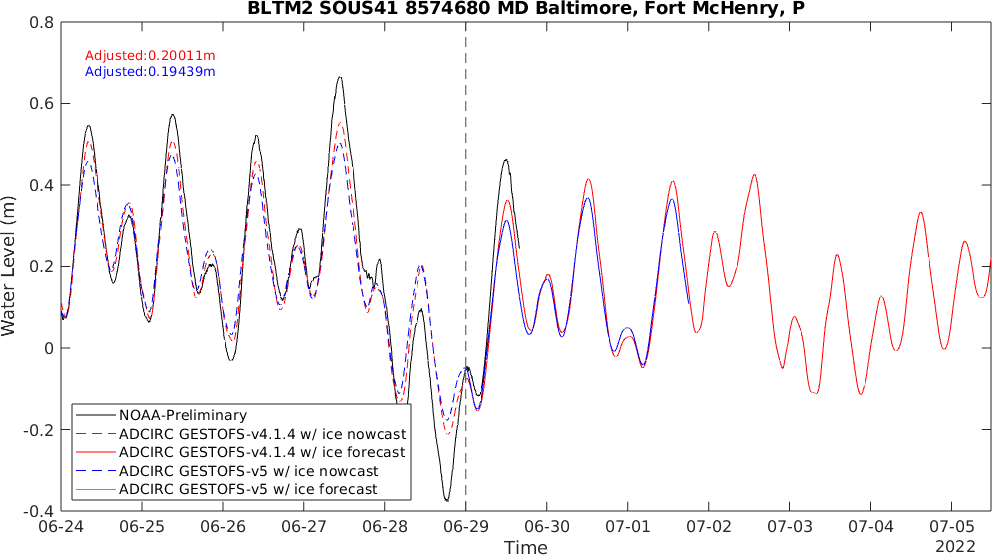 BLTM2 SOUS41 8574680 MD Baltimore, Fort McHenry, P
Adjusted:0.20011m
Adjusted:0.19439m
Water Level (m)
0.8
0.6
0.4
0.2
0
-0.2
-0.4
NOAA-Preliminary
ADCIRC GESTOFS-v4.1.4 w/ ice nowcast
ADCIRC GESTOFS-v4.1.4 w/ ice forecast
ADCIRC GESTOFS-v5 w/ ice nowcast
ADCIRC GESTOFS-v5 w/ ice forecast
06-24 06-25 06-26 06-27 06-28 06-29 06-30 07-01 07-02 07-03 07-04 07-05
Time
2022